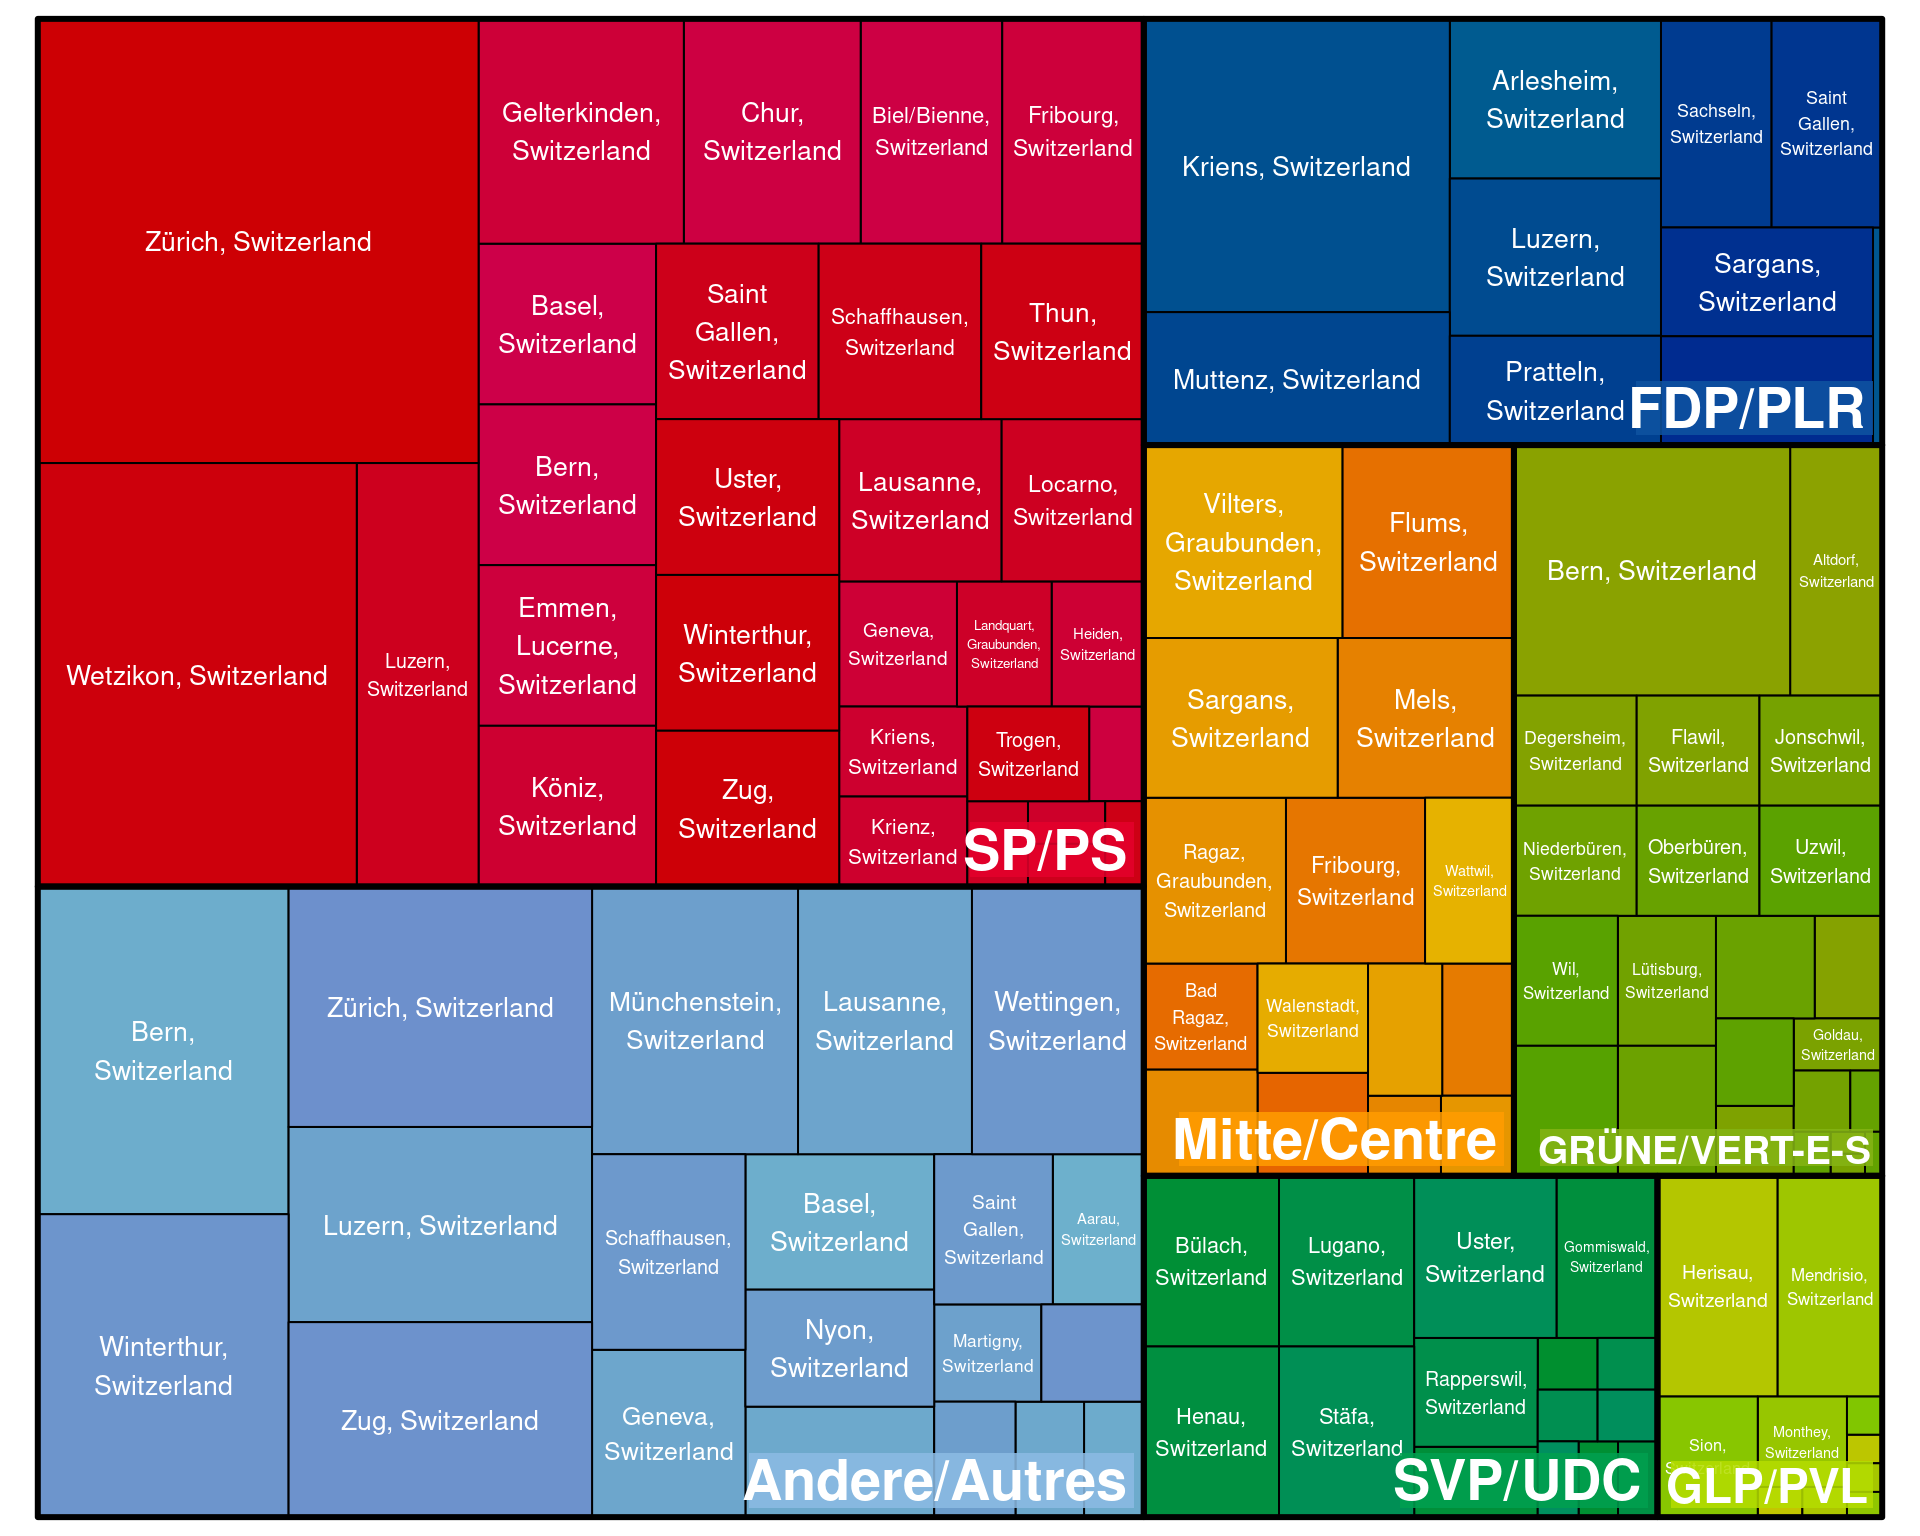 Zürich, Switzerland
Gelterkinden,
Switzerland
Chur,
Switzerland
Biel/Bienne,
Switzerland
Fribourg,
Switzerland
Basel,
Switzerland
Saint
Gallen,
Switzerland
Schaffhausen,
Switzerland
Thun,
Switzerland
Bern,
Switzerland
Uster,
Switzerland
Lausanne,
Switzerland
Locarno,
Switzerland
Wetzikon, Switzerland
Luzern,
Switzerland
Emmen,
Lucerne,
Switzerland
Winterthur,
Switzerland
Geneva,
Switzerland
Landquart,
Graubunden,
Switzerland
Heiden,
Switzerland
Köniz,
Switzerland
Zug,
Switzerland
Kriens,
Switzerland
Trogen,
Switzerland
Krienz,
Switzerland
SP/PS
Kriens, Switzerland
Arlesheim,
Switzerland
Sachseln,
Switzerland
Saint
Gallen,
Switzerland
Luzern,
Switzerland
Sargans,
Switzerland
Muttenz, Switzerland
Pratteln,
Switzerland
FDP/PLR
Vilters,
Graubunden,
Switzerland
Flums,
Switzerland
Sargans,
Switzerland
Mels,
Switzerland
Ragaz,
Graubunden,
Switzerland
Fribourg,
Switzerland
Wattwil,
Switzerland
Bad
Ragaz,
Switzerland
Walenstadt,
Switzerland
Mitte/Centre
Bern, Switzerland
Altdorf,
Switzerland
Degersheim,
Switzerland
Flawil,
Switzerland
Jonschwil,
Switzerland
Niederbüren,
Switzerland
Oberbüren,
Switzerland
Uzwil,
Switzerland
Wil,
Switzerland
Lütisburg,
Switzerland
Goldau,
Switzerland
GRÜNE/VERT-E-S
Bern,
Switzerland
Zürich, Switzerland
Münchenstein,
Switzerland
Lausanne,
Switzerland
Wettingen,
Switzerland
Luzern, Switzerland
Schaffhausen,
Switzerland
Basel,
Switzerland
Saint
Gallen,
Switzerland
Aarau,
Switzerland
Winterthur,
Switzerland
Zug, Switzerland
Nyon,
Switzerland
Martigny,
Switzerland
Geneva,
Switzerland
Andere/Autres
Bülach,
Switzerland
Lugano,
Switzerland
Uster,
Switzerland
Gommiswald,
Switzerland
Henau,
Switzerland
Stäfa,
Switzerland
Rapperswil,
Switzerland
SVP/UDC
Herisau,
Switzerland
Mendrisio,
Switzerland
Sion,
Switzerland
Monthey,
Switzerland
GLP/PVL